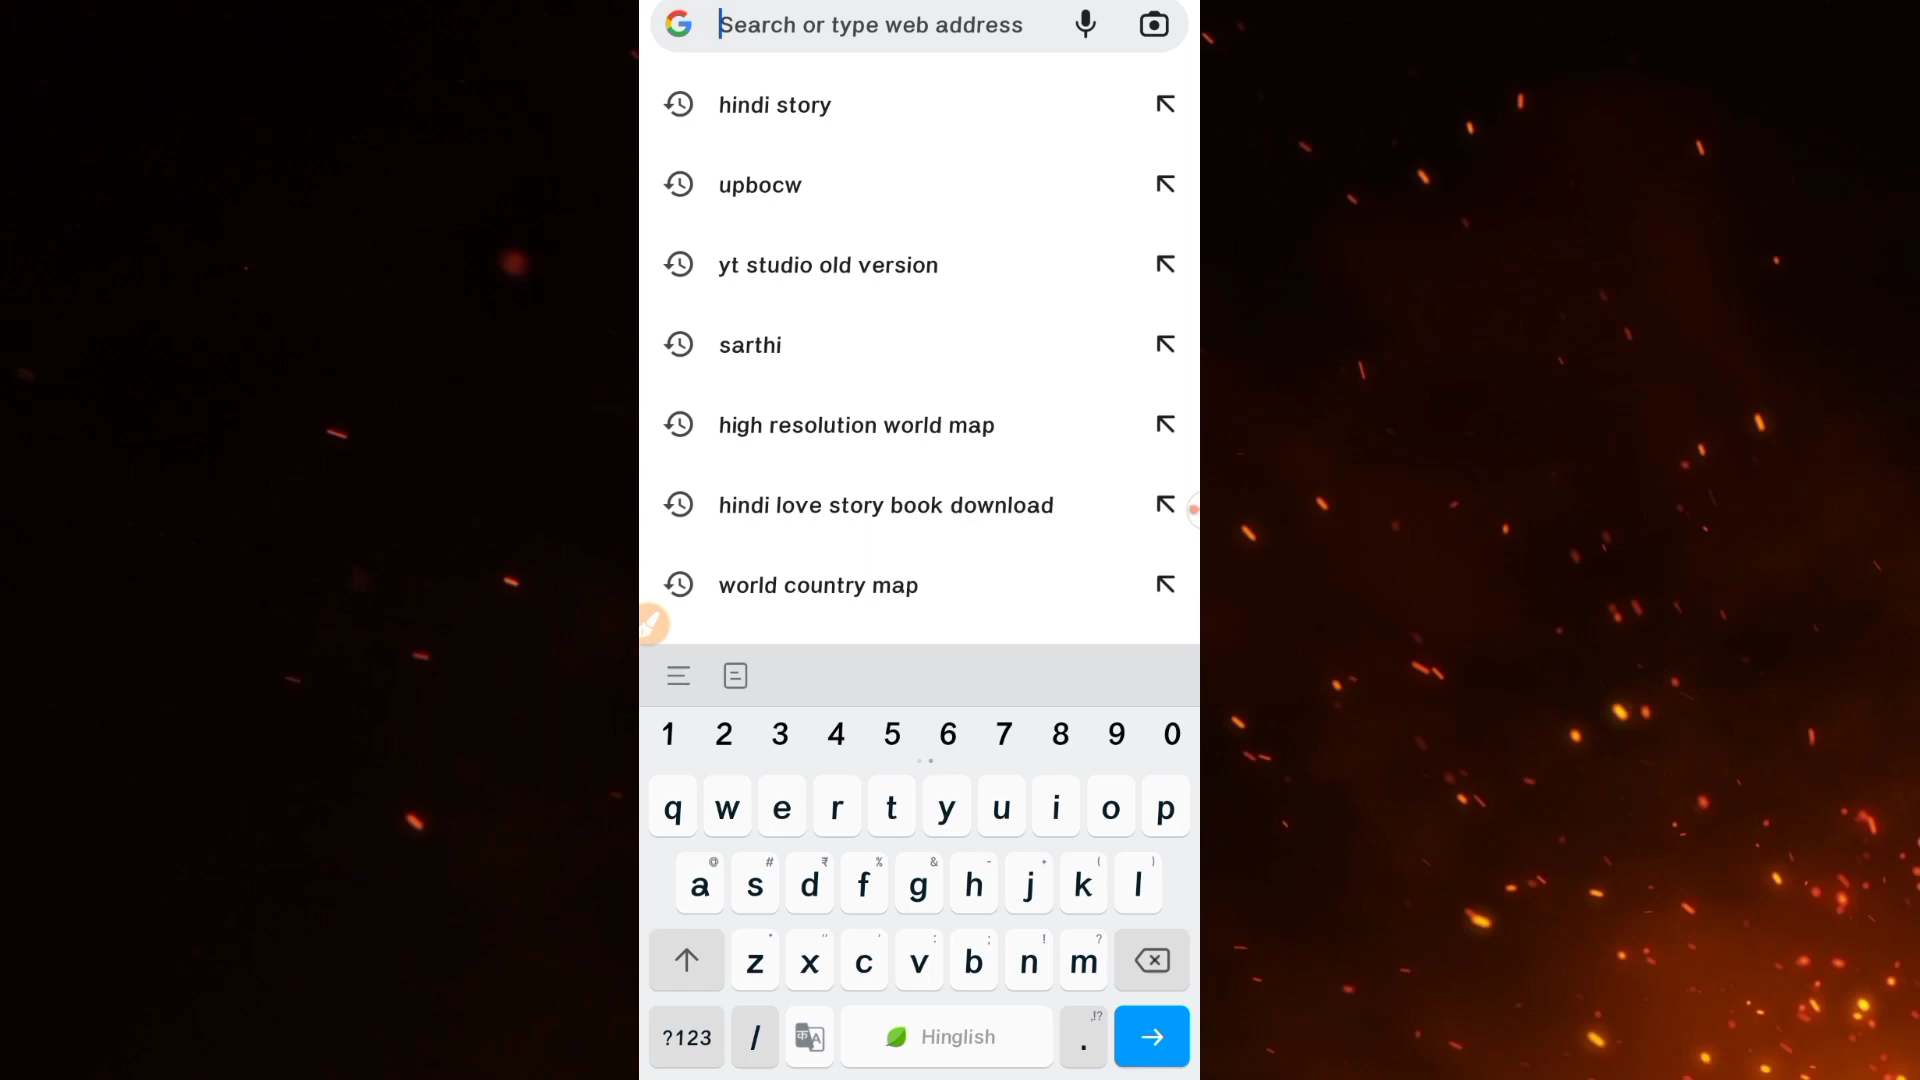 Search or type web address
hindi story
upbocw
yt studio old version
sarthi
high resolution world map
hindi love story book download
world country map
1 2 3 4 5 6 7 8 9 0
q w e r t y u i o p
@ # ₹ % & - + ( )
a s d f g h j k l
* " ' : ; ! ?
z x c v b n m
,!?
?123 / क A Hinglish .